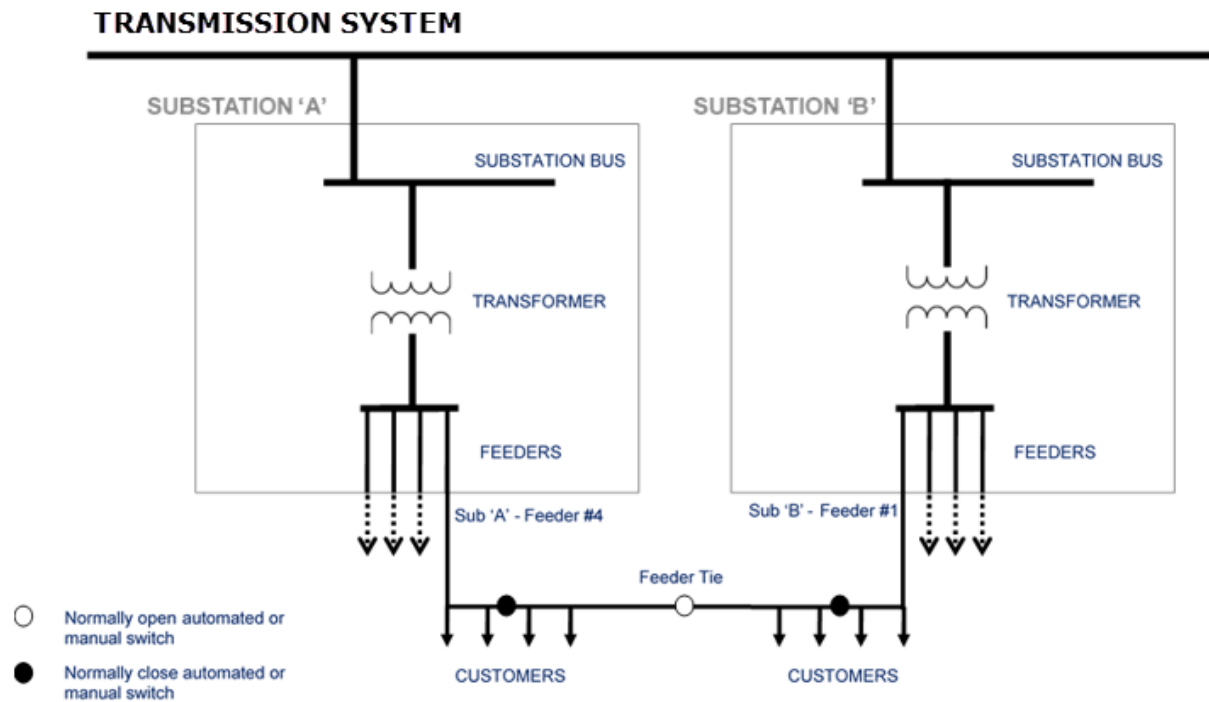 TRANSMISSION SYSTEM
SUBSTATION ‘A’
SUBSTATION ‘B’
SUBSTATION BUS
SUBSTATION BUS
TRANSFORMER
TRANSFORMER
FEEDERS
FEEDERS
Sub ‘A’ - Feeder #4
Sub ‘B’ - Feeder #1
Feeder Tie
Normally open automated or
manual switch
CUSTOMERS
CUSTOMERS
Normally close automated or
manual switch